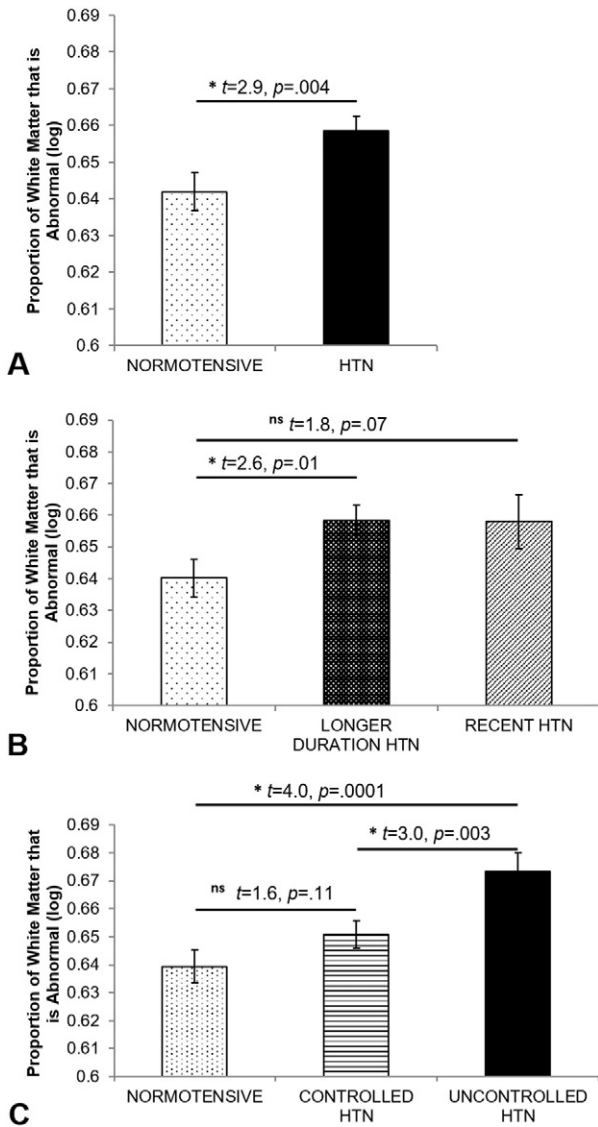 Proportion of White Matter that is
Abnormal (log)
0.69
0.68
0.67
0.66
0.65
0.64
0.63
0.62
0.61
0.6
* t=2.9, p=.004
NORMOTENSIVE
HTN
A
Proportion of White Matter that is
Abnormal (log)
0.69
0.68
0.67
0.66
0.65
0.64
0.63
0.62
0.61
0.6
ns t=1.8, p=.07
* t=2.6, p=.01
NORMOTENSIVE
LONGER
DURATION HTN
RECENT HTN
B
Proportion of White Matter that
is Abnormal (log)
0.69
0.68
0.67
0.66
0.65
0.64
0.63
0.62
0.61
0.6
* t=4.0, p=.0001
* t=3.0, p=.003
ns t=1.6, p=.11
NORMOTENSIVE
CONTROLLED
HTN
UNCONTROLLED
HTN
C